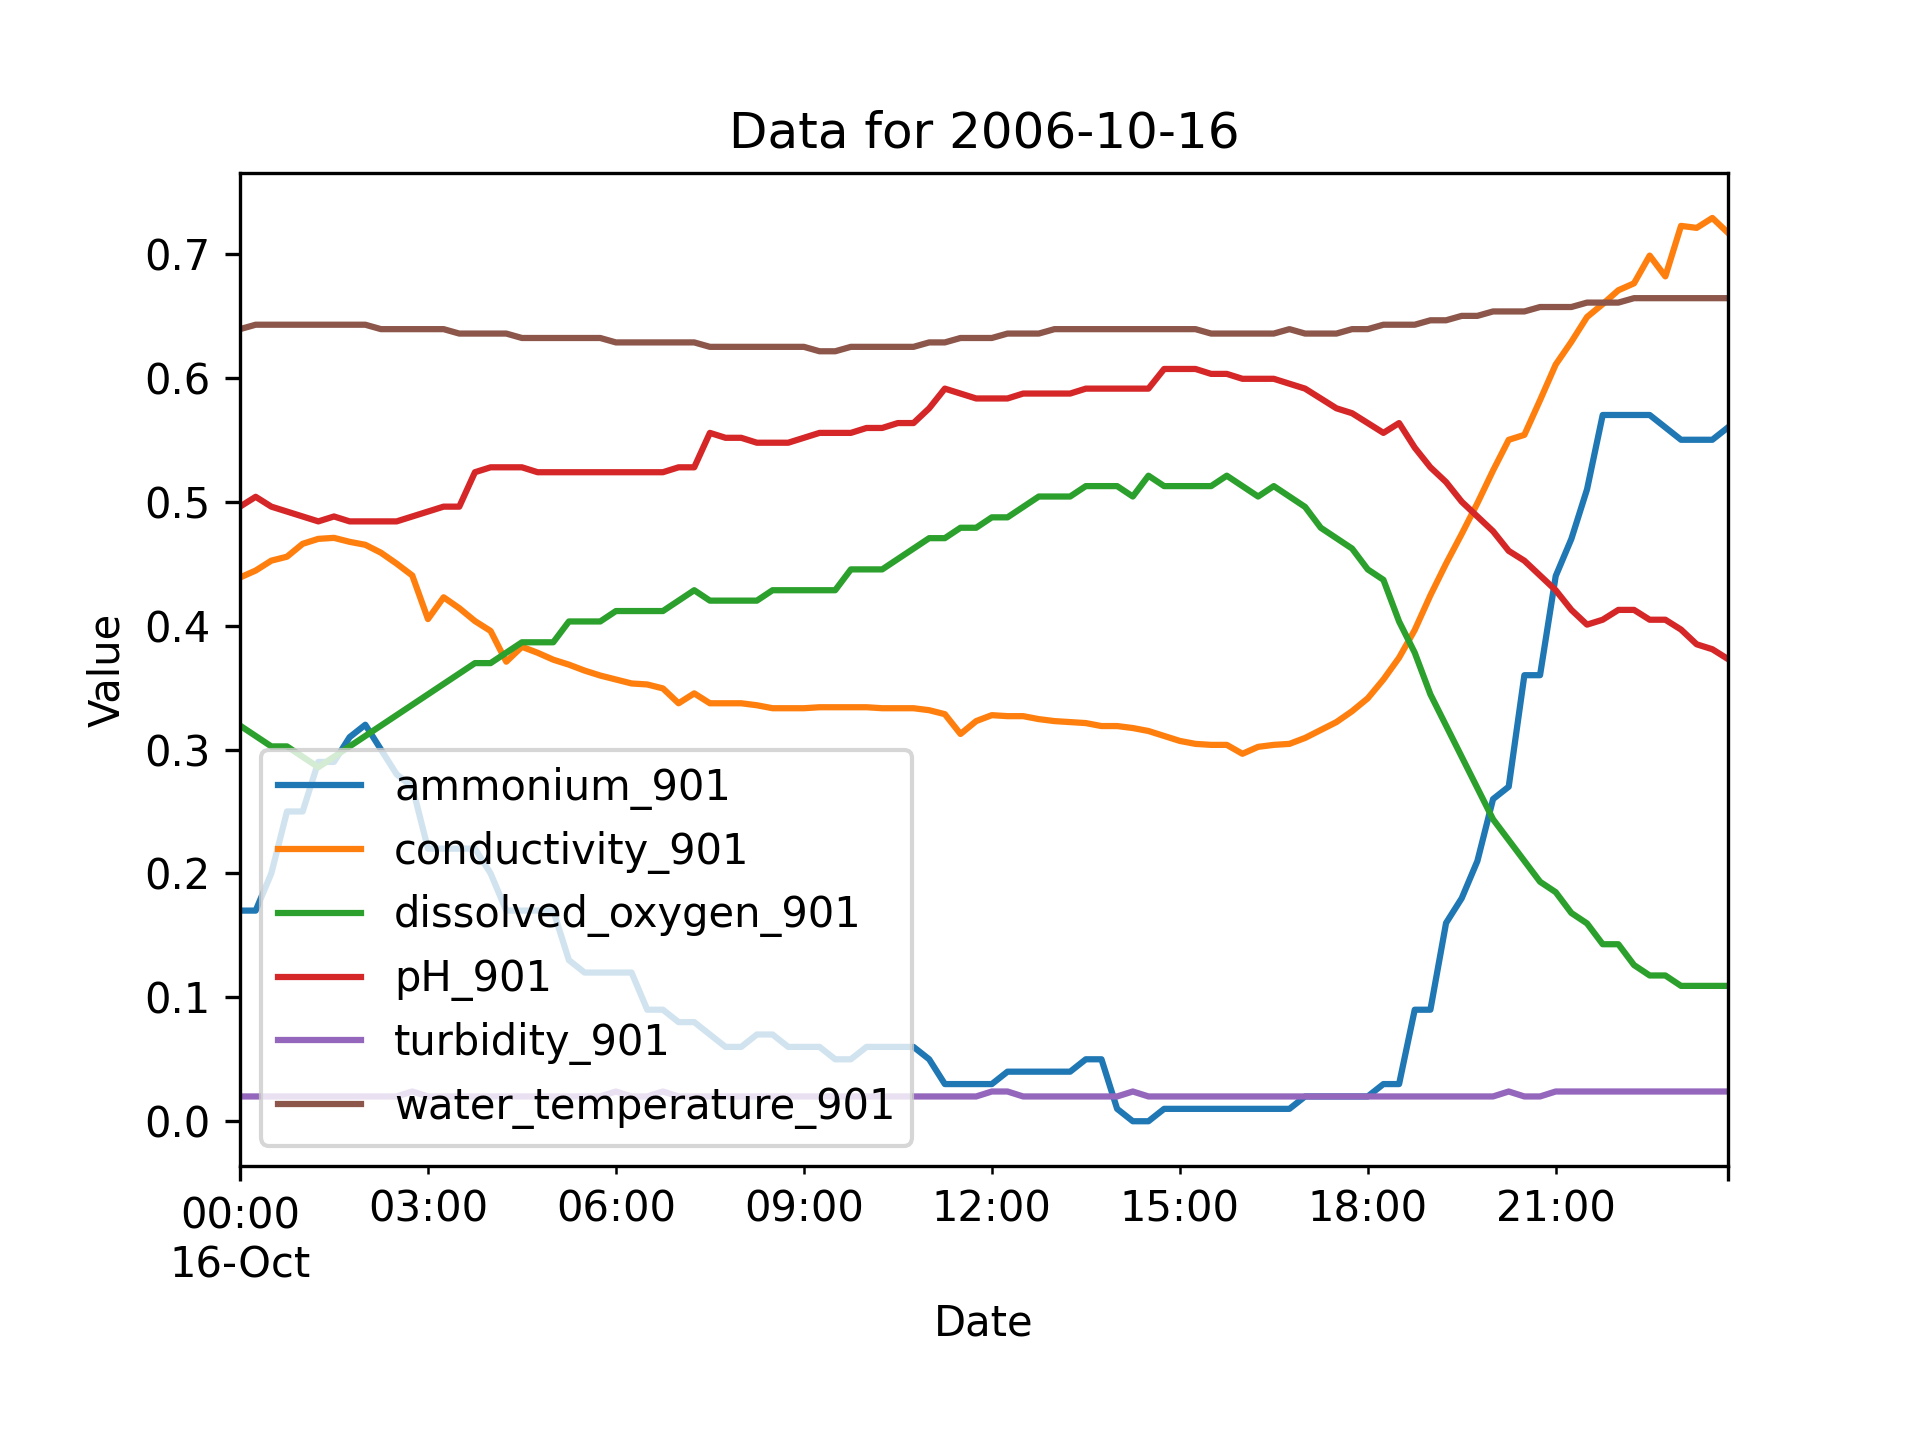 Data for 2006-10-16
Value
0.7
0.6
0.5
0.4
0.3
0.2
0.1
0.0
ammonium_901
conductivity_901
dissolved_oxygen_901
pH_901
turbidity_901
water_temperature_901
00:00 03:00 06:00 09:00 12:00 15:00 18:00 21:00
16-Oct
Date